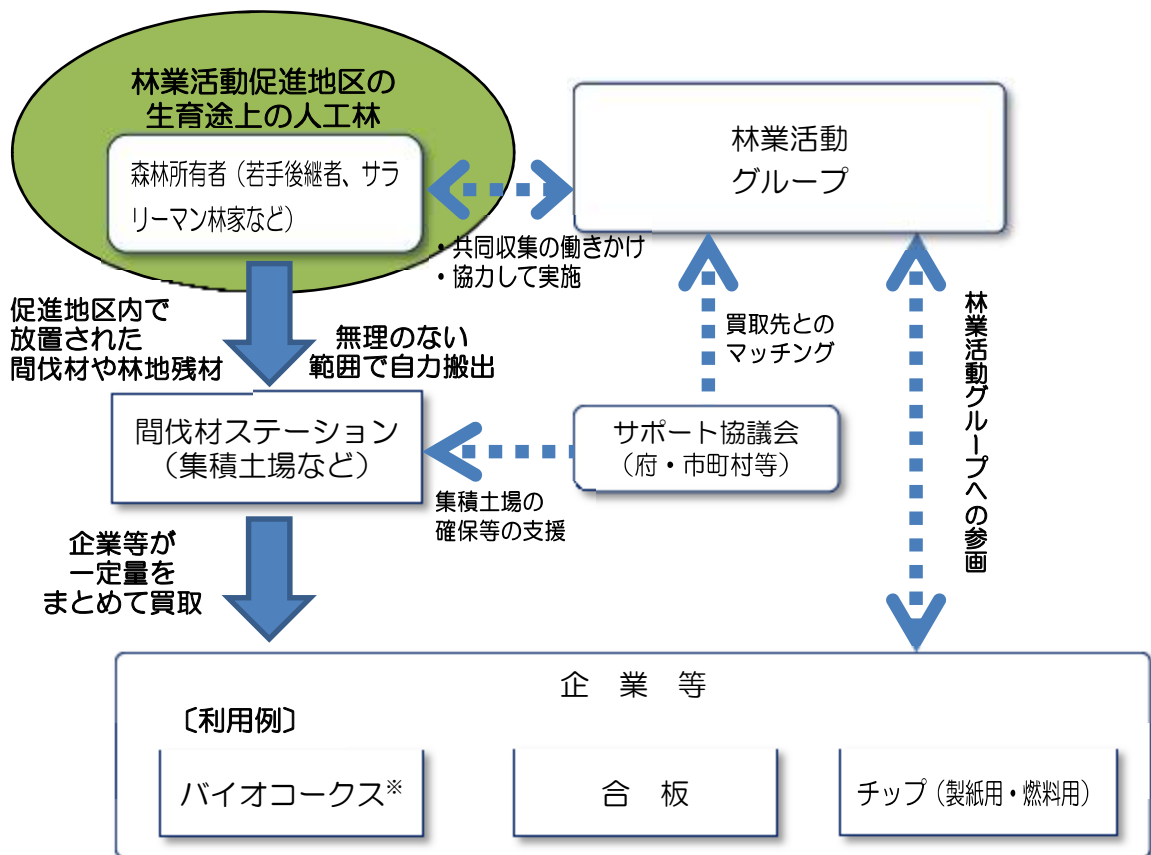 林業活動促進地区の
生育途上の人工林
森林所有者（若手後継者、サラ
リーマン林家など）
林業活動
グループ
・共同収集の働きかけ
・協力して実施
促進地区内で
放置された
間伐材や林地残材
無理のない
範囲で自力搬出
買取先との
マッチング
林業活動グループへの参画
間伐材ステーション
（集積土場など）
サポート協議会
（府・市町村等）
集積土場の
確保等の支援
企業等が
一定量を
まとめて買取
企　業　等
〔利用例〕
バイオコークス※
合　板
チップ（製紙用・燃料用）